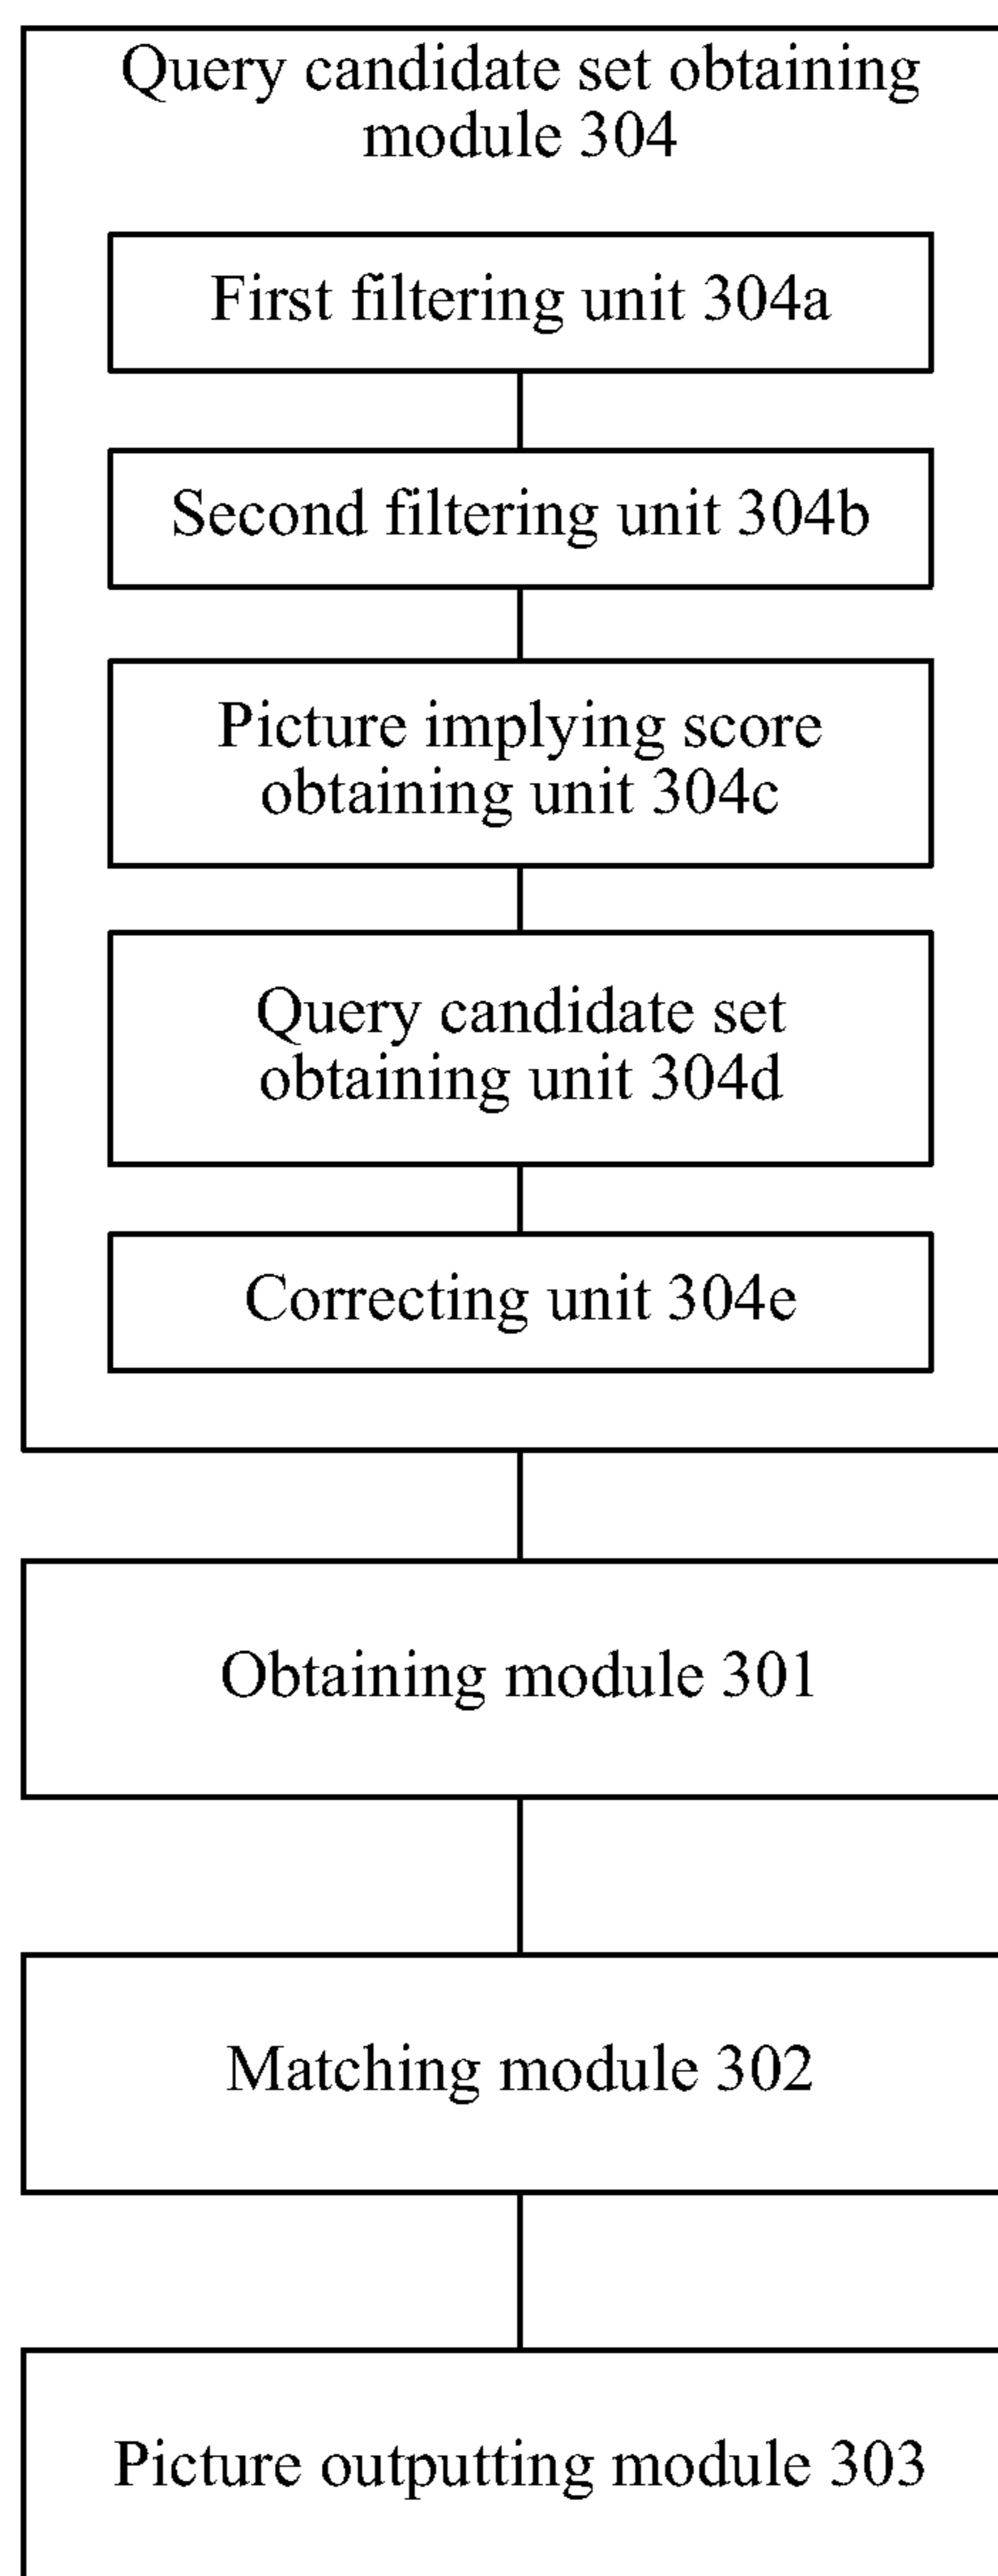 Query candidate set obtaining
module 304
First filtering unit 304a
Second filtering unit 304b
Picture implying score
obtaining unit 304c
Query candidate set
obtaining unit 304d
Correcting unit 304e
Obtaining module 301
Matching module 302
Picture outputting module 303